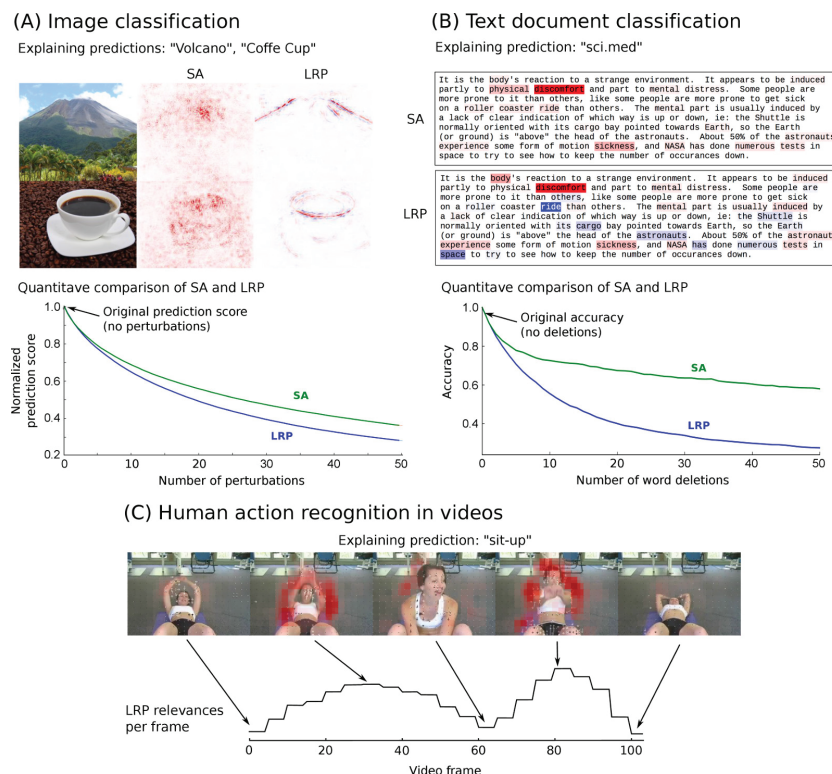 (A) Image classification
Explaining predictions: "Volcano", "Coffe Cup"
SA
LRP
Quantitave comparison of SA and LRP
Original prediction score
(no perturbations)
SA
LRP
Normalized
prediction score
1.0
0.8
0.6
0.4
0.2
0
10
20
30
40
50
Number of perturbations
(B) Text document classification
Explaining prediction: "sci.med"
SA
It is the body's reaction to a strange environment.  It appears to be induced
partly to physical discomfort and part to mental distress.  Some people are
more prone to it than others, like some people are more prone to get sick
on a roller coaster ride than others.  The mental part is usually induced by
a lack of clear indication of which way is up or down, ie: the Shuttle is
normally oriented with its cargo bay pointed towards Earth, so the Earth
(or ground) is "above" the head of the astronauts.  About 50% of the astronauts
experience some form of motion sickness, and NASA has done numerous tests in
space to try to see how to keep the number of occurances down.
LRP
It is the body's reaction to a strange environment.  It appears to be induced
partly to physical discomfort and part to mental distress.  Some people are
more prone to it than others, like some people are more prone to get sick
on a roller coaster ride than others.  The mental part is usually induced by
a lack of clear indication of which way is up or down, ie: the Shuttle is
normally oriented with its cargo bay pointed towards Earth, so the Earth
(or ground) is "above" the head of the astronauts.  About 50% of the astronauts
experience some form of motion sickness, and NASA has done numerous tests in
space to try to see how to keep the number of occurances down.
Quantitave comparison of SA and LRP
Original accuracy
(no deletions)
SA
LRP
Accuracy
1.0
0.8
0.6
0.4
0
10
20
30
40
50
Number of word deletions
(C) Human action recognition in videos
Explaining prediction: "sit-up"
LRP relevances
per frame
0
20
40
60
80
100
Video frame